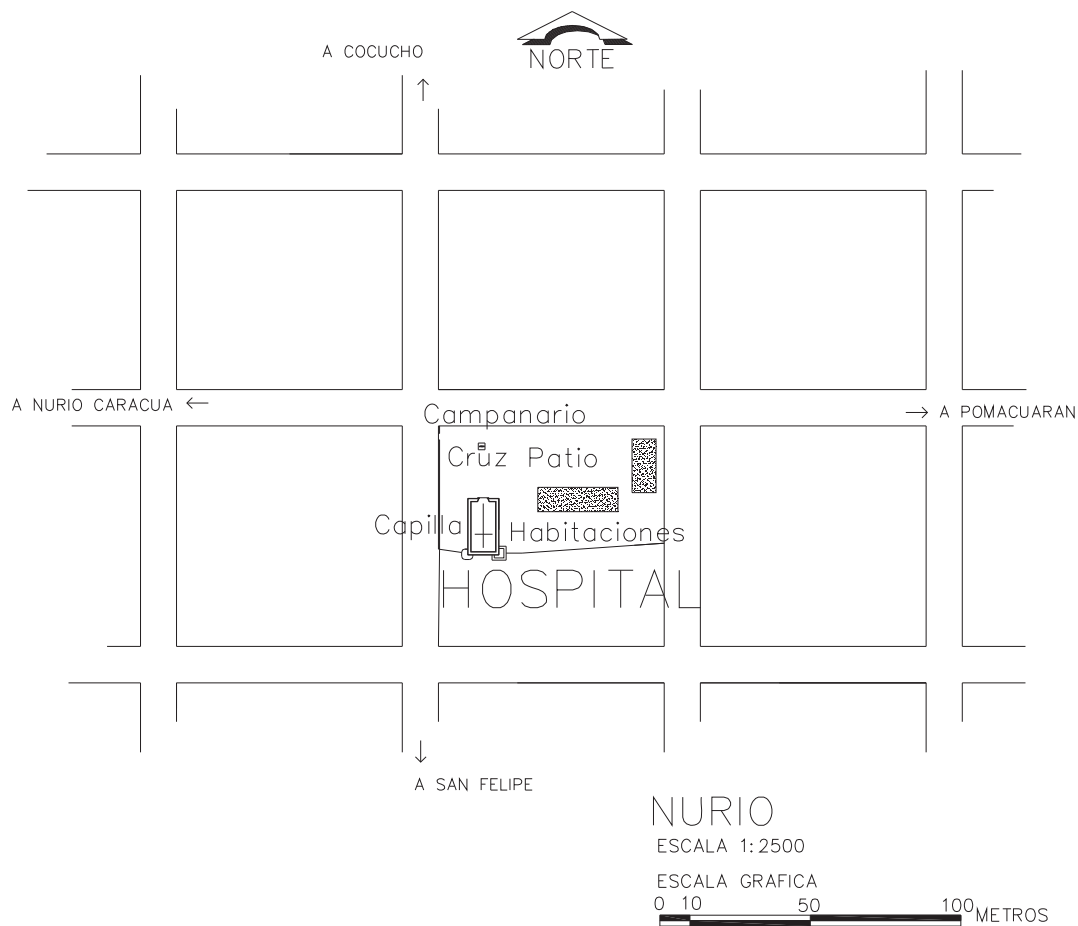 A COCUCHO
NORTE
A NURIO CARACUA
A POMACUARAN
Campanario
Cruz Patio
Capilla
Habitaciones
HOSPITAL
A SAN FELIPE
NURIO
ESCALA 1:2500
ESCALA GRAFICA
0 10 50 100 METROS